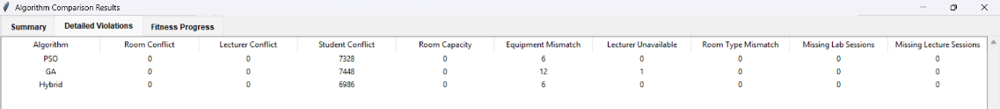 Algorithm Comparison Results
Summary Detailed Violations Fitness Progress
Algorithm Room Conflict Lecturer Conflict Student Conflict Room Capacity Equipment Mismatch Lecturer Unavailable Room Type Mismatch Missing Lab Sessions Missing Lecture Sessions
PSO 0 0 7328 0 6 0 0 0 0
GA 0 0 7448 0 12 1 0 0 0
Hybrid 0 0 6986 0 6 0 0 0 0